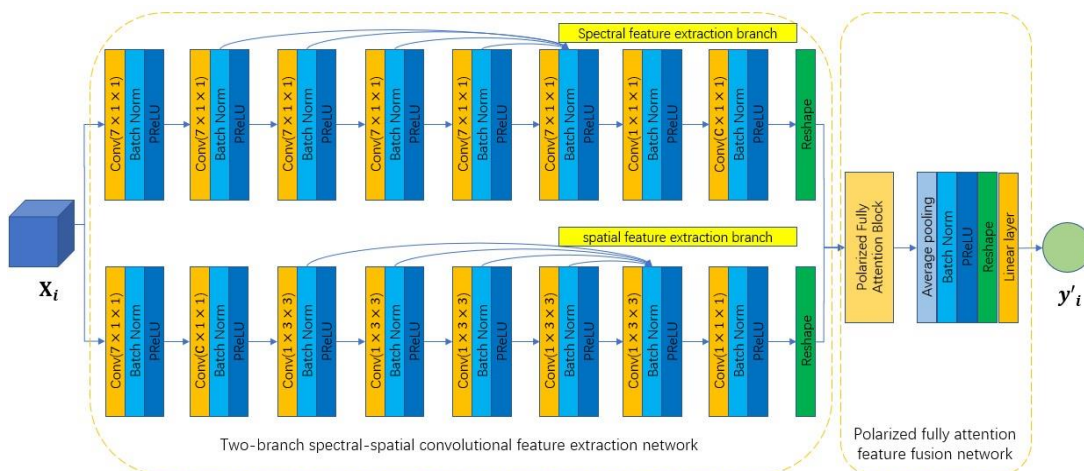 Spectral feature extraction branch
Conv(7 × 1 × 1)
Batch Norm
PReLU
Conv(7 × 1 × 1)
Batch Norm
PReLU
Conv(7 × 1 × 1)
Batch Norm
PReLU
Conv(7 × 1 × 1)
Batch Norm
PReLU
Conv(7 × 1 × 1)
Batch Norm
PReLU
Conv(7 × 1 × 1)
Batch Norm
PReLU
Conv(1 × 1 × 1)
Batch Norm
PReLU
Conv(C × 1 × 1)
Batch Norm
PReLU
Reshape
X_i
spatial feature extraction branch
Conv(7 × 1 × 1)
Batch Norm
PReLU
Conv(C × 1 × 1)
Batch Norm
PReLU
Conv(1 × 3 × 3)
Batch Norm
PReLU
Conv(1 × 3 × 3)
Batch Norm
PReLU
Conv(1 × 3 × 3)
Batch Norm
PReLU
Conv(1 × 3 × 3)
Batch Norm
PReLU
Conv(1 × 3 × 3)
Batch Norm
PReLU
Conv(1 × 1 × 1)
Batch Norm
PReLU
Reshape
Two-branch spectral-spatial convolutional feature extraction network
Polarized Fully
Attention Block
Average pooling
Batch Norm
PReLU
Reshape
Linear layer
y'_i
Polarized fully attention
feature fusion network